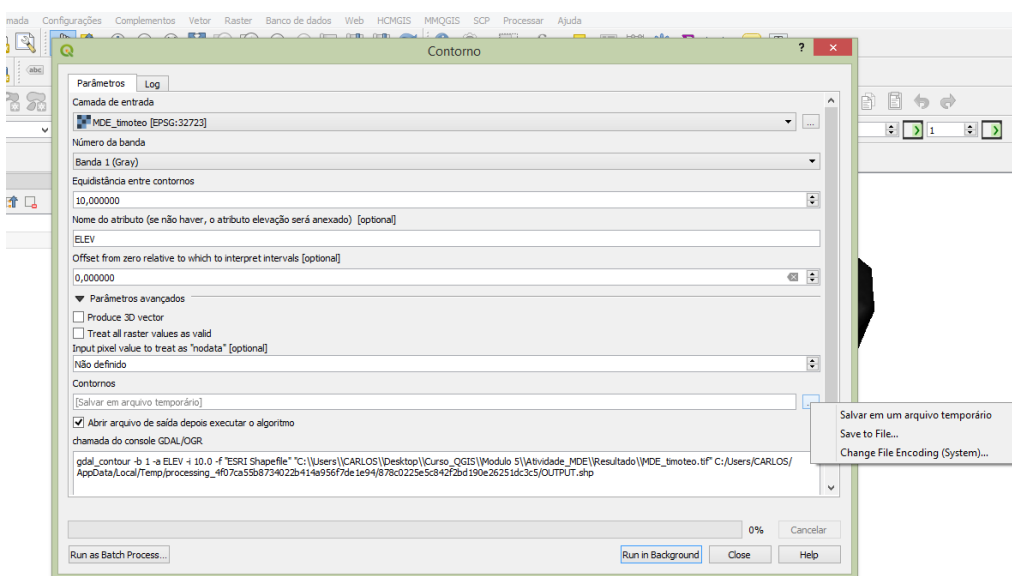 mada Configurações Complementos Vetor Raster Banco de dados Web HCMGIS MMQGIS SCP Processar Ajuda
Contorno ? ×
abc
Parâmetros Log
Camada de entrada
MDE_timoteo [EPSG:32723] ...
1
Número da banda
Banda 1 (Gray)
Equidistância entre contornos
10,000000
Nome do atributo (se não haver, o atributo elevação será anexado) [optional]
ELEV
Offset from zero relative to which to interpret intervals [optional]
0,000000
Parâmetros avançados
Produce 3D vector
Treat all raster values as valid
Input pixel value to treat as "nodata" [optional]
Não definido
Contornos
[Salvar em arquivo temporário] ...
Salvar em um arquivo temporário
Save to File...
Change File Encoding (System)...
Abrir arquivo de saída depois executar o algoritmo
chamada do console GDAL/OGR
gdal_contour -b 1 -a ELEV -i 10.0 -f "ESRI Shapefile" "C:\\Users\\CARLOS\\Desktop\\Curso_QGIS\\Modulo 5\\Atividade_MDE\\Resultado\\MDE_timoteo.tif" C:/Users/CARLOS/
AppData/Local/Temp/processing_4f07ca55b8734022b414a956f7de1e94/878c0225e5c842f2bd190e26251dc3c5/OUTPUT.shp
0% Cancelar
Run as Batch Process... Run in Background Close Help